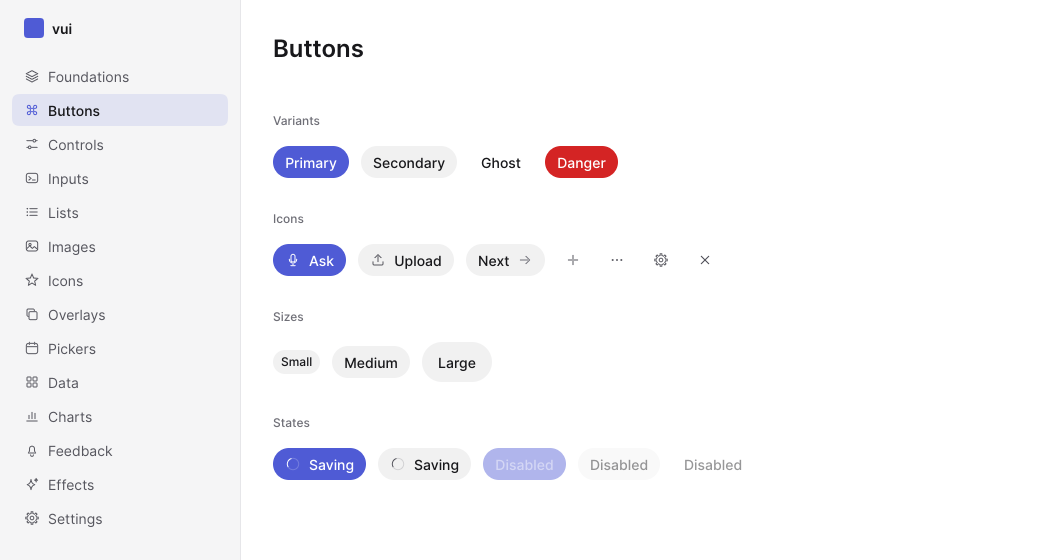 vui
Foundations
Buttons
Controls
Inputs
Lists
Images
Icons
Overlays
Pickers
Data
Charts
Feedback
Effects
Settings
Buttons
Variants
Primary Secondary Ghost Danger
Icons
Ask Upload Next
Sizes
Small Medium Large
States
Saving Saving Disabled Disabled Disabled